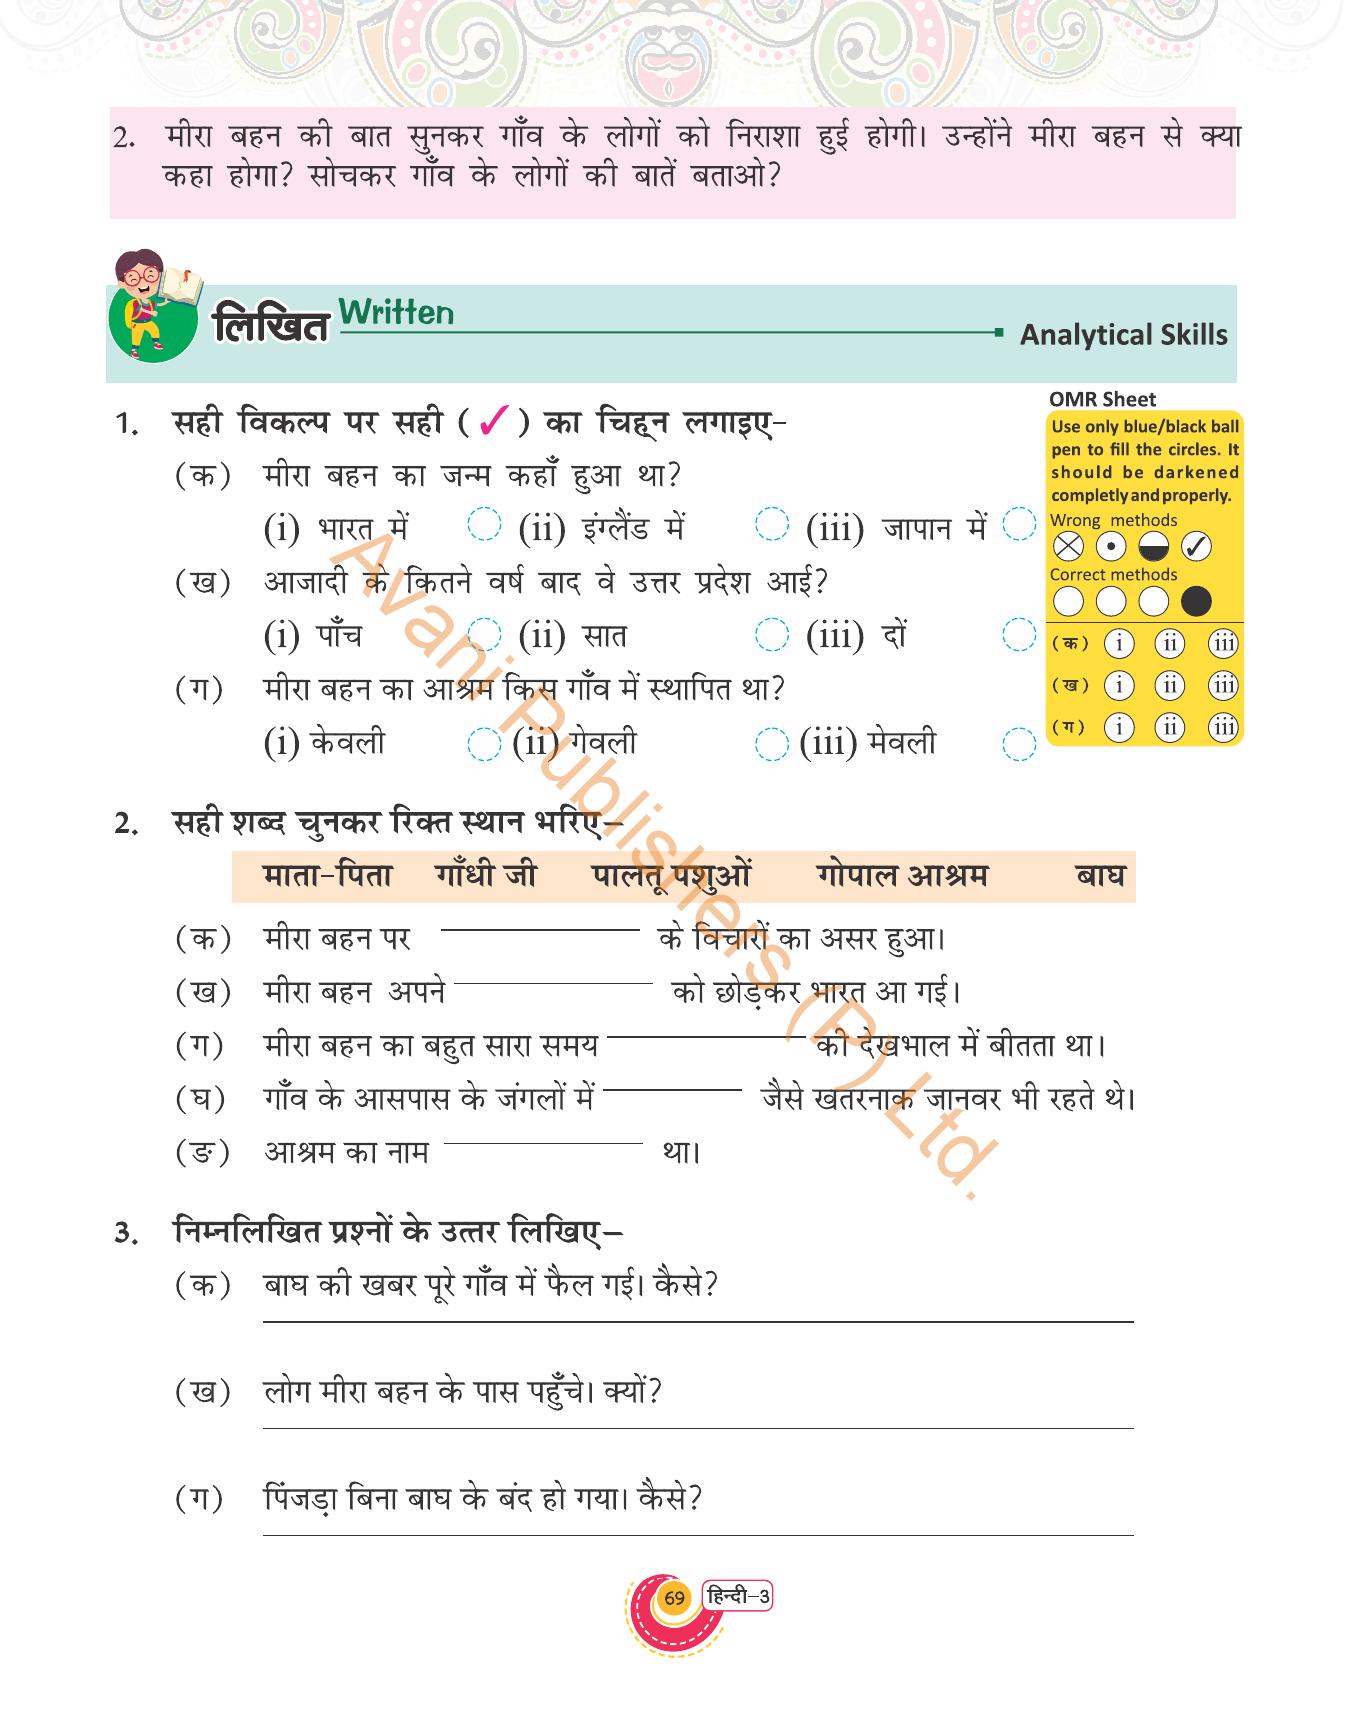 2. मीरा बहन की बात सुनकर गाँव के लोगों को निराशा हुई होगी। उन्होंने मीरा बहन से क्या
कहा होगा? सोचकर गाँव के लोगों की बातें बताओ?
लिखित Written
Analytical Skills
1. सही विकल्प पर सही (✓) का चिह्न लगाइए-
(क) मीरा बहन का जन्म कहाँ हुआ था?
(i) भारत में (ii) इंग्लैंड में (iii) जापान में
(ख) आजादी के कितने वर्ष बाद वे उत्तर प्रदेश आई?
(i) पाँच (ii) सात (iii) दों
(ग) मीरा बहन का आश्रम किस गाँव में स्थापित था?
(i) केवली (ii) गेवली (iii) मेवली
OMR Sheet
Use only blue/black ball
pen to fill the circles. It
should be darkened
completly and properly.
Wrong methods
Correct methods
(क) i ii iii
(ख) i ii iii
(ग) i ii iii
2. सही शब्द चुनकर रिक्त स्थान भरिए–
माता-पिता गाँधी जी पालतू पशुओं गोपाल आश्रम बाघ
(क) मीरा बहन पर के विचारों का असर हुआ।
(ख) मीरा बहन अपने को छोड़कर भारत आ गई।
(ग) मीरा बहन का बहुत सारा समय की देखभाल में बीतता था।
(घ) गाँव के आसपास के जंगलों में जैसे खतरनाक जानवर भी रहते थे।
(ङ) आश्रम का नाम था।
3. निम्नलिखित प्रश्नों के उत्तर लिखिए–
(क) बाघ की खबर पूरे गाँव में फैल गई। कैसे?
(ख) लोग मीरा बहन के पास पहुँचे। क्यों?
(ग) पिंजड़ा बिना बाघ के बंद हो गया। कैसे?
69 हिन्दी–3
Avani Publishers (P) Ltd.